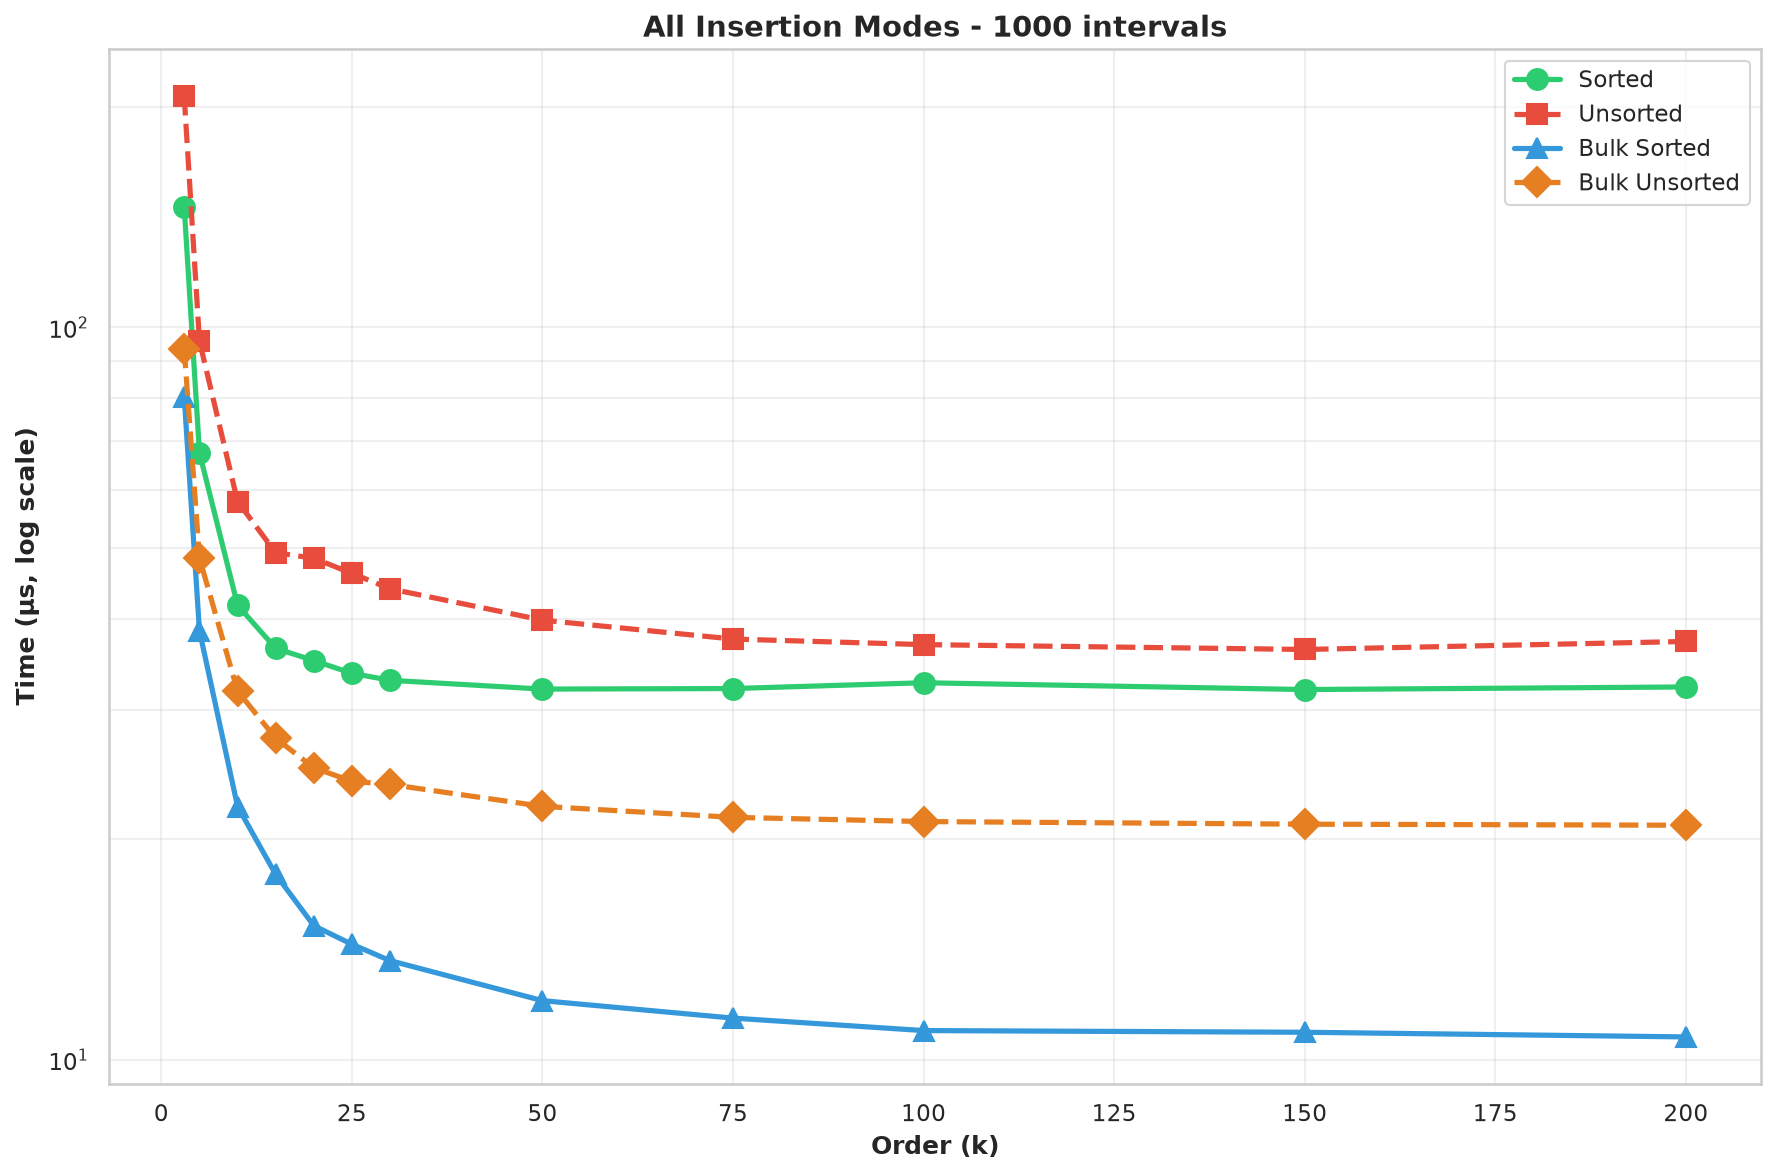 All Insertion Modes - 1000 intervals
Sorted
Unsorted
Bulk Sorted
Bulk Unsorted
Time (µs, log scale)
10²
10¹
0 25 50 75 100 125 150 175 200
Order (k)